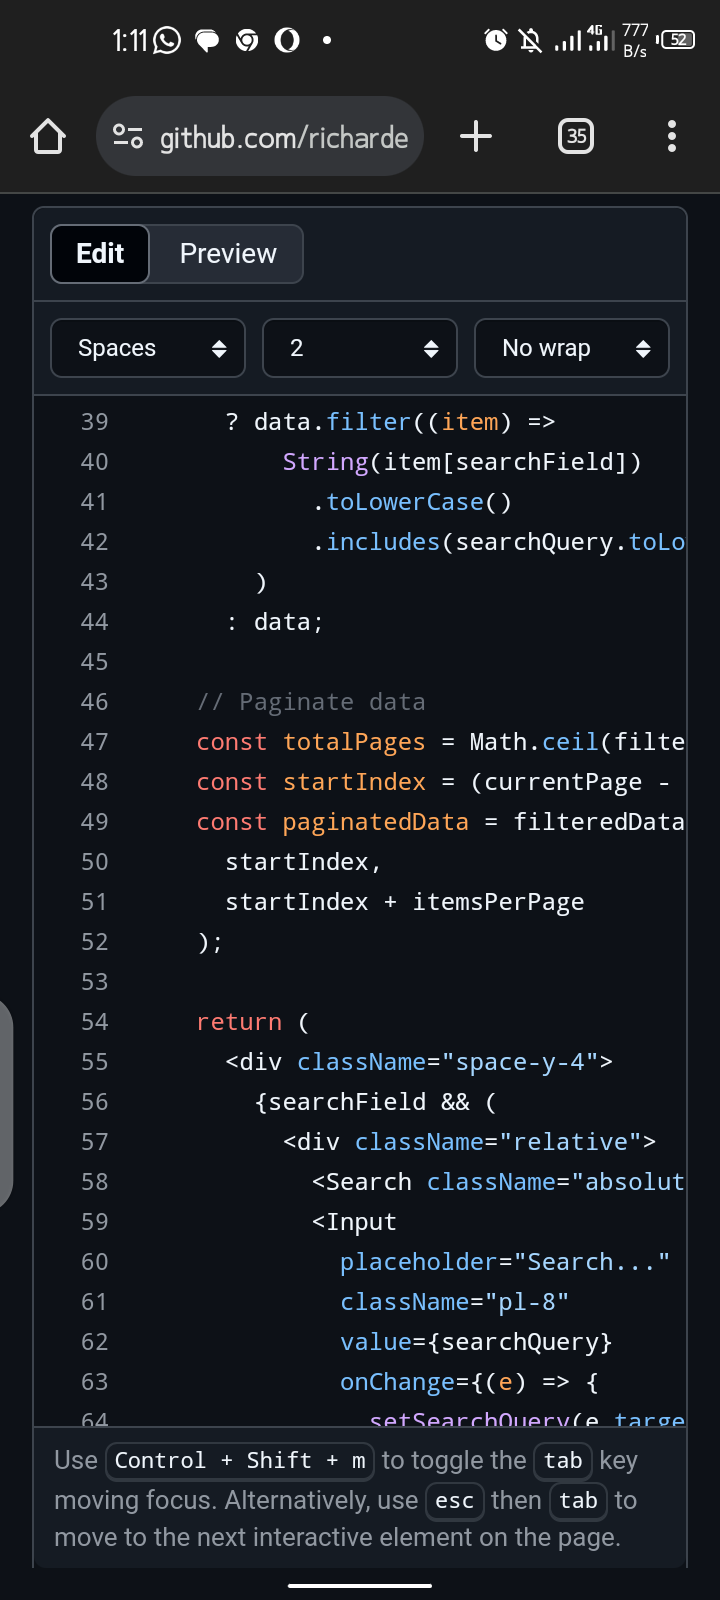 1:11 4G 777 B/s 52
github.com/richarde 35
Edit Preview
Spaces 2 No wrap
39 ? data.filter((item) =>
40 String(item[searchField])
41 .toLowerCase()
42 .includes(searchQuery.toLo
43 )
44 : data;
45
46 // Paginate data
47 const totalPages = Math.ceil(filte
48 const startIndex = (currentPage -
49 const paginatedData = filteredData
50 startIndex,
51 startIndex + itemsPerPage
52 );
53
54 return (
55 <div className="space-y-4">
56 {searchField && (
57 <div className="relative">
58 <Search className="absolut
59 <Input
60 placeholder="Search..."
61 className="pl-8"
62 value={searchQuery}
63 onChange={(e) => {
64 setSearchQuery(e.targe
Use Control + Shift + m to toggle the tab key
moving focus. Alternatively, use esc then tab to
move to the next interactive element on the page.